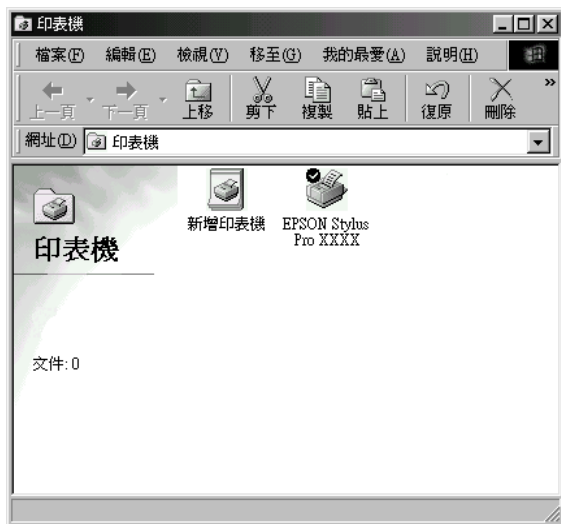 印表機
檔案(F) 編輯(E) 檢視(V) 移至(G) 我的最愛(A) 說明(H)
上一頁 下一頁 上移 剪下 複製 貼上 復原 刪除 »
網址(D) 印表機
印表機
文件: 0
新增印表機
EPSON Stylus
Pro XXXX